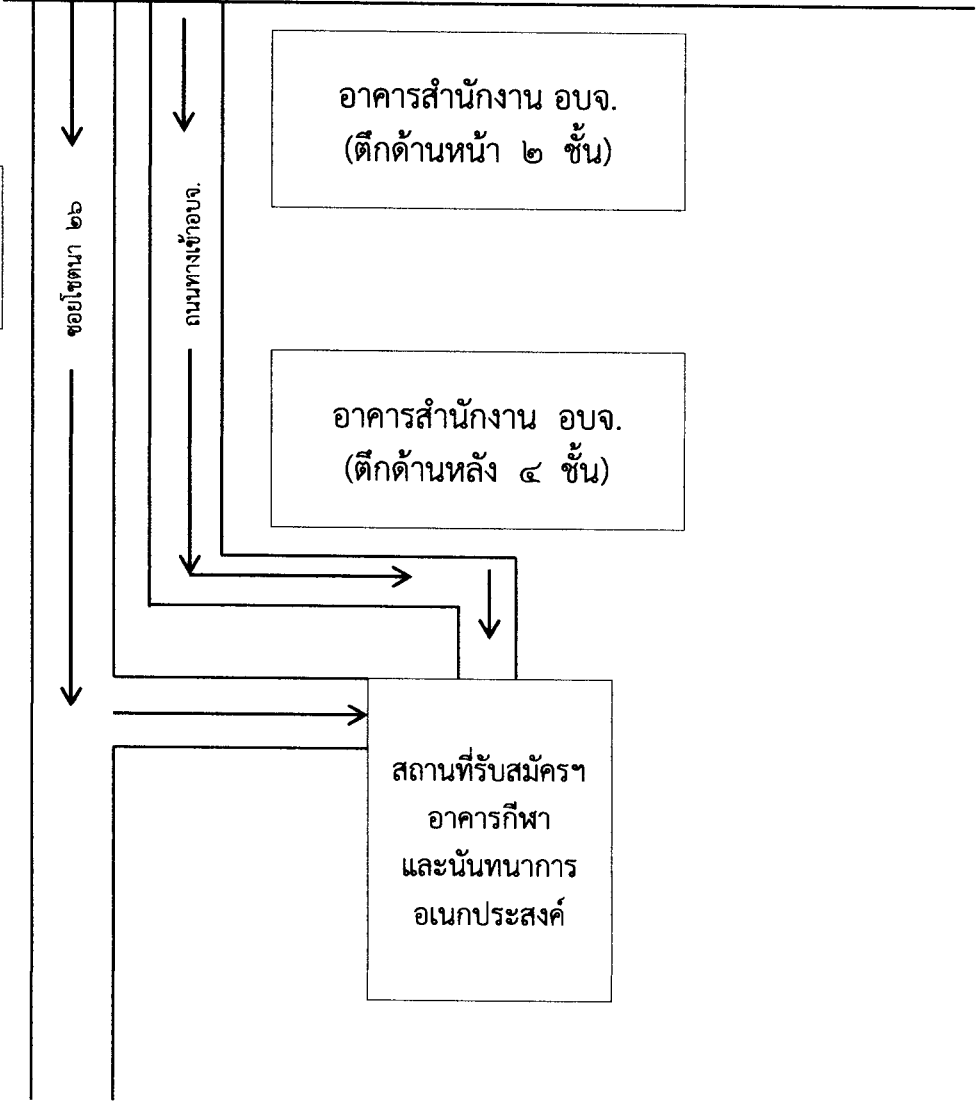 อาคารสำนักงาน อบจ.
(ตึกด้านหน้า ๒ ชั้น)
ซอยโชตนา ๒๖
ถนนทางเข้าอบจ.
อาคารสำนักงาน อบจ.
(ตึกด้านหลัง ๔ ชั้น)
สถานที่รับสมัครฯ
อาคารกีฬา
และนันทนาการ
อเนกประสงค์